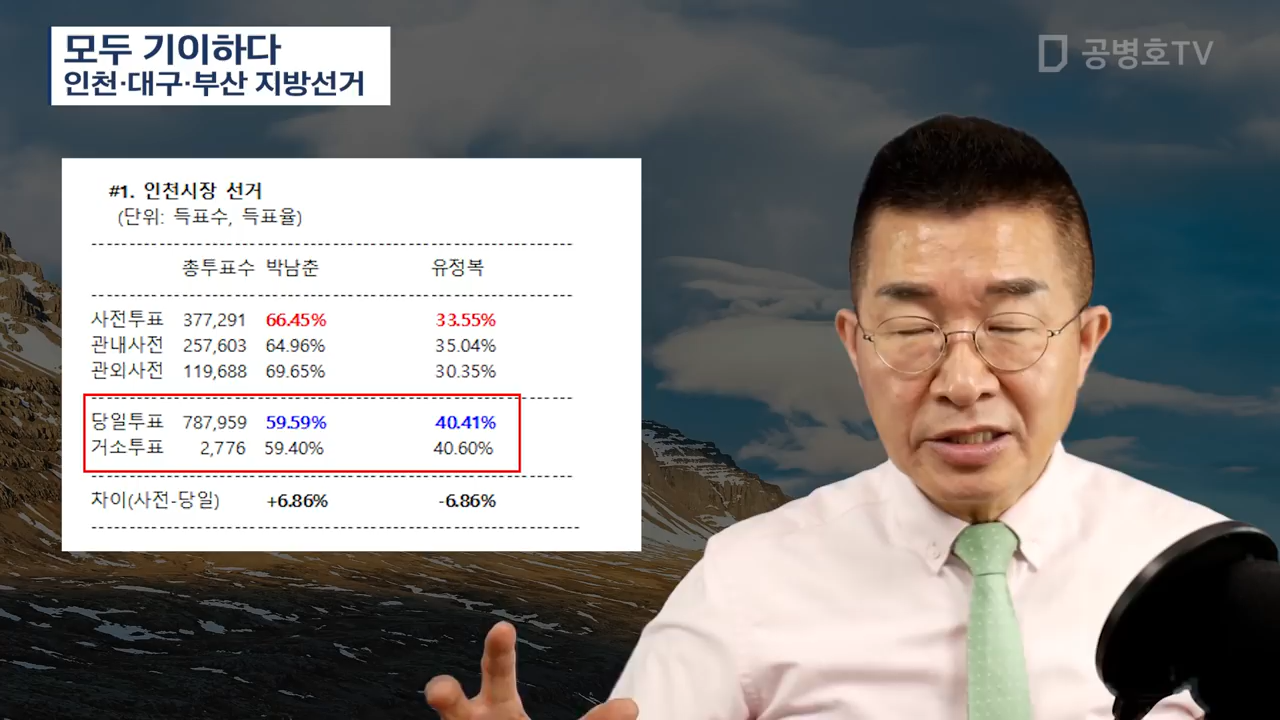 모두 기이하다
인천·대구·부산 지방선거
공병호TV
#1. 인천시장 선거
(단위: 득표수, 득표율)
총투표수 박남춘 유정복
사전투표 377,291 66.45% 33.55%
관내사전 257,603 64.96% 35.04%
관외사전 119,688 69.65% 30.35%
당일투표 787,959 59.59% 40.41%
거소투표 2,776 59.40% 40.60%
차이(사전-당일) +6.86% -6.86%